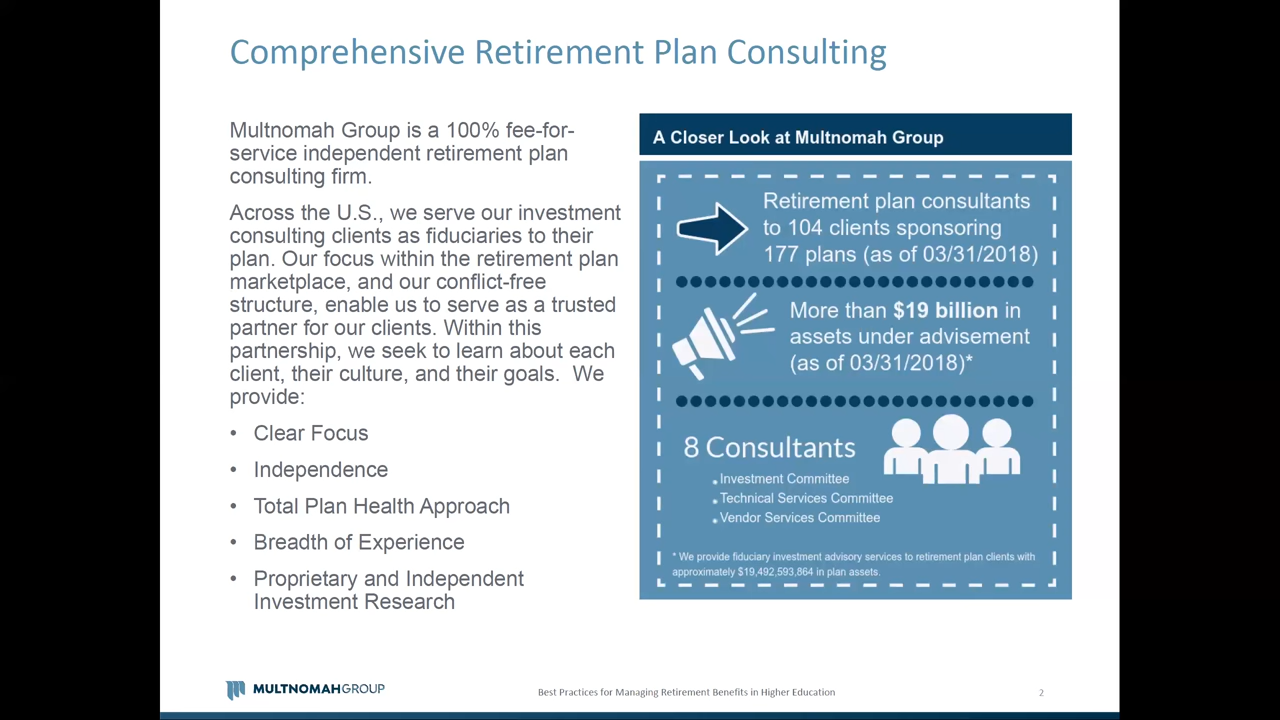 Comprehensive Retirement Plan Consulting
Multnomah Group is a 100% fee-for-
service independent retirement plan
consulting firm.
Across the U.S., we serve our investment
consulting clients as fiduciaries to their
plan. Our focus within the retirement plan
marketplace, and our conflict-free
structure, enable us to serve as a trusted
partner for our clients. Within this
partnership, we seek to learn about each
client, their culture, and their goals.  We
provide:
• Clear Focus
• Independence
• Total Plan Health Approach
• Breadth of Experience
• Proprietary and Independent
Investment Research
A Closer Look at Multnomah Group
Retirement plan consultants
to 104 clients sponsoring
177 plans (as of 03/31/2018)
More than $19 billion in
assets under advisement
(as of 03/31/2018)*
8 Consultants
• Investment Committee
• Technical Services Committee
• Vendor Services Committee
* We provide fiduciary investment advisory services to retirement plan clients with
approximately $19,492,593,864 in plan assets.
MULTNOMAHGROUP
Best Practices for Managing Retirement Benefits in Higher Education
2